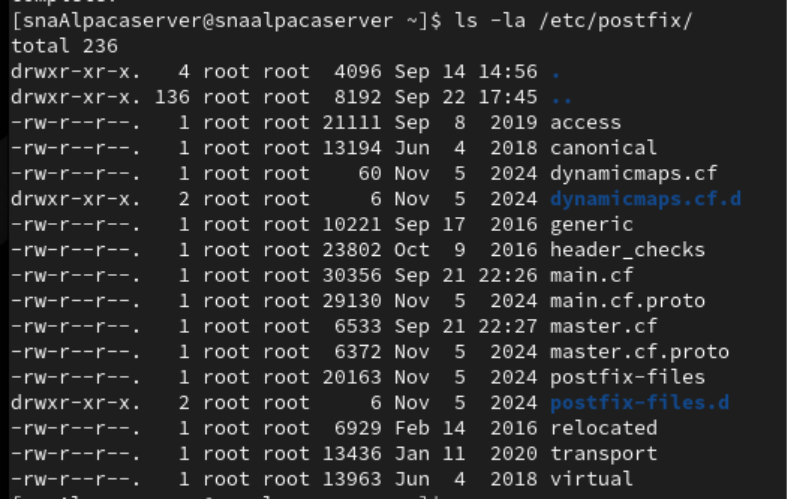 [snaAlpacaserver@snaalpacaserver ~]$ ls -la /etc/postfix/
total 236
drwxr-xr-x.   4 root root  4096 Sep 14 14:56 .
drwxr-xr-x. 136 root root  8192 Sep 22 17:45 ..
-rw-r--r--.   1 root root 21111 Sep  8  2019 access
-rw-r--r--.   1 root root 13194 Jun  4  2018 canonical
-rw-r--r--.   1 root root    60 Nov  5  2024 dynamicmaps.cf
drwxr-xr-x.   2 root root     6 Nov  5  2024 dynamicmaps.cf.d
-rw-r--r--.   1 root root 10221 Sep 17  2016 generic
-rw-r--r--.   1 root root 23802 Oct  9  2016 header_checks
-rw-r--r--.   1 root root 30356 Sep 21 22:26 main.cf
-rw-r--r--.   1 root root 29130 Nov  5  2024 main.cf.proto
-rw-r--r--.   1 root root  6533 Sep 21 22:27 master.cf
-rw-r--r--.   1 root root  6372 Nov  5  2024 master.cf.proto
-rw-r--r--.   1 root root 20163 Nov  5  2024 postfix-files
drwxr-xr-x.   2 root root     6 Nov  5  2024 postfix-files.d
-rw-r--r--.   1 root root  6929 Feb 14  2016 relocated
-rw-r--r--.   1 root root 13436 Jan 11  2020 transport
-rw-r--r--.   1 root root 13963 Jun  4  2018 virtual